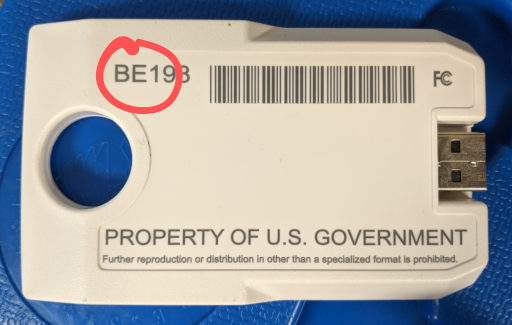 BE193
FC
PROPERTY OF U.S. GOVERNMENT
Further reproduction or distribution in other than a specialized format is prohibited.